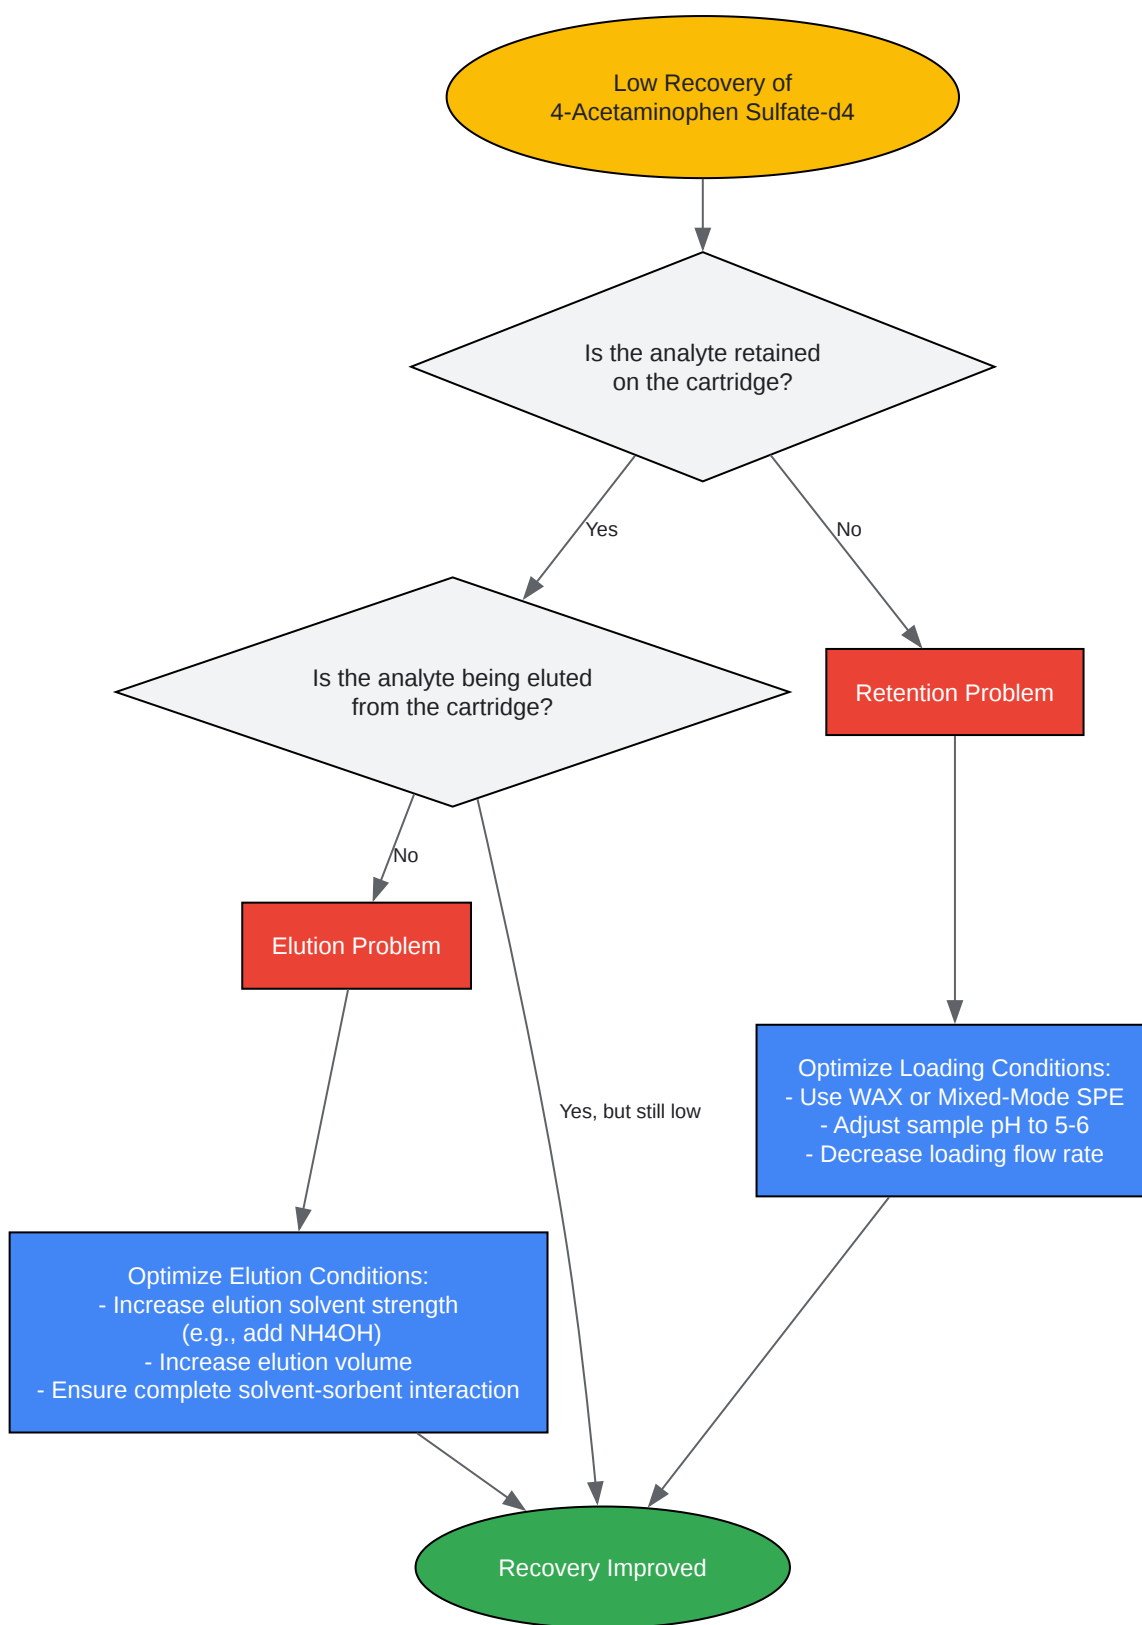 Low Recovery of
4-Acetaminophen Sulfate-d4
Is the analyte retained
on the cartridge?
Yes
No
Is the analyte being eluted
from the cartridge?
Retention Problem
No
Elution Problem
Yes, but still low
Optimize Loading Conditions:
- Use WAX or Mixed-Mode SPE
- Adjust sample pH to 5-6
- Decrease loading flow rate
Optimize Elution Conditions:
- Increase elution solvent strength
(e.g., add NH4OH)
- Increase elution volume
- Ensure complete solvent-sorbent interaction
Recovery Improved